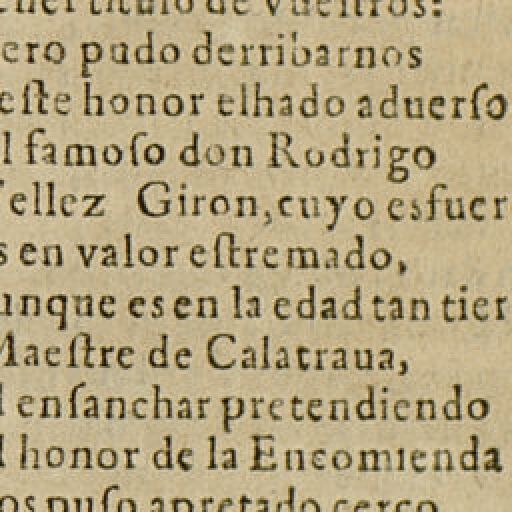 ener titulo de vuestros:
ero pudo derribarnos
eſte honor elhado aduerſo
l famoſo don Rodrigo
ellez Giron,cuyo esfuer
s en valor eſtremado,
unque es en la edad tan tier
Maeſtre de Calatraua,
l enſanchar pretendiendo
l honor de la Encomienda
os puſo apretado cerco